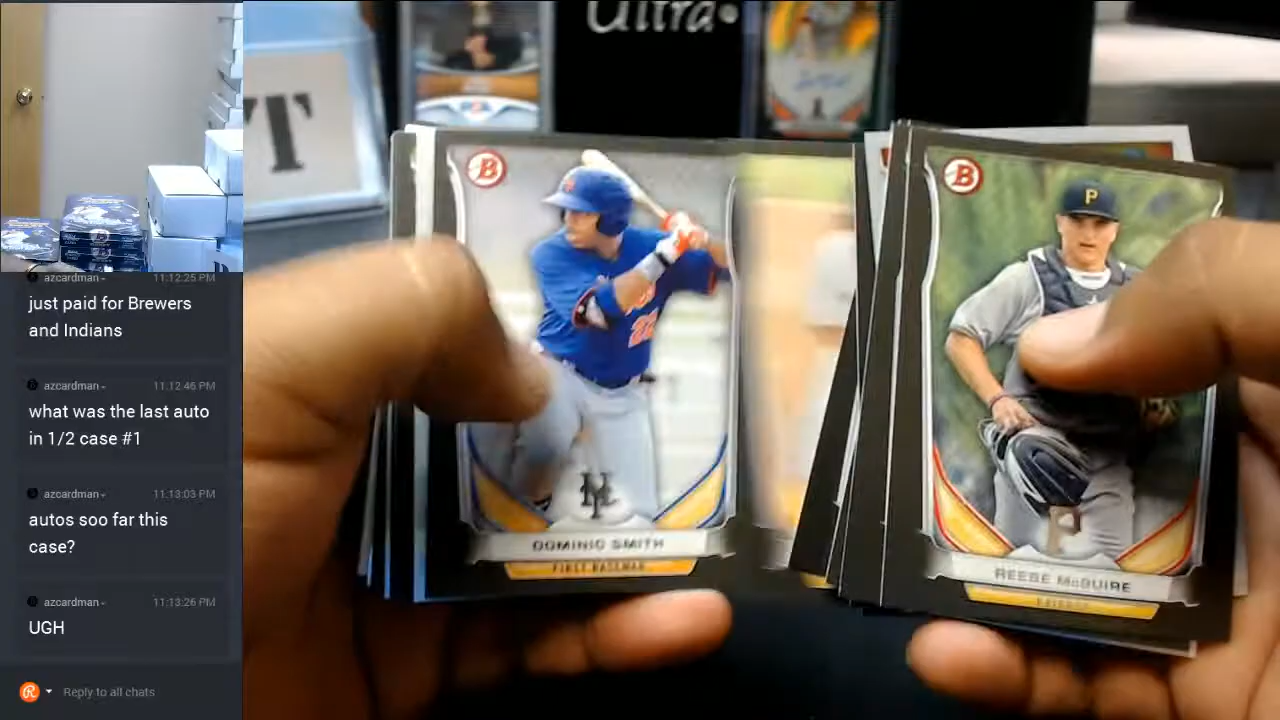 Ultra
T
azcardman 11:12:25 PM
just paid for Brewers
and Indians
azcardman 11:12:46 PM
what was the last auto
in 1/2 case #1
azcardman 11:13:03 PM
autos soo far this
case?
azcardman 11:13:26 PM
UGH
Reply to all chats
B
DOMINIC SMITH
FIRST BASEMAN
B
P
P
REESE McGUIRE